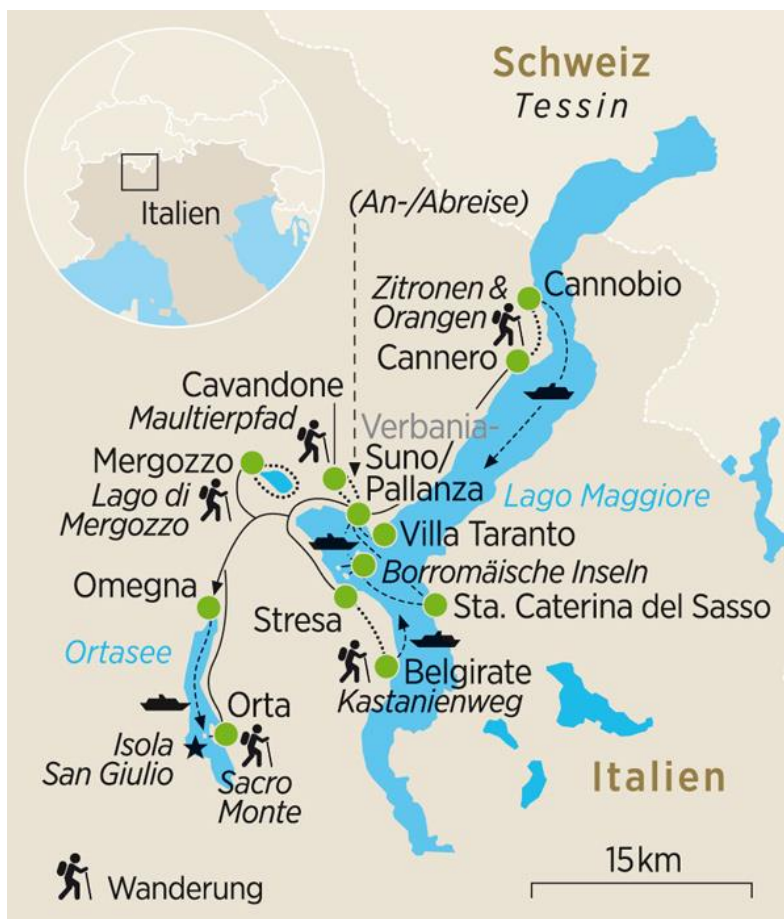 Schweiz
Tessin
Italien
(An-/Abreise)
Zitronen &
Orangen
Cannobio
Cannero
Cavandone
Maultierpfad
Verbania-
Suno
Pallanza
Mergozzo
Lago di
Mergozzo
Lago Maggiore
Villa Taranto
Borromäische Inseln
Omegna
Stresa
Sta. Caterina del Sasso
Ortasee
Belgirate
Kastanienweg
Orta
Isola
San Giulio
Sacro
Monte
Italien
15 km
Wanderung